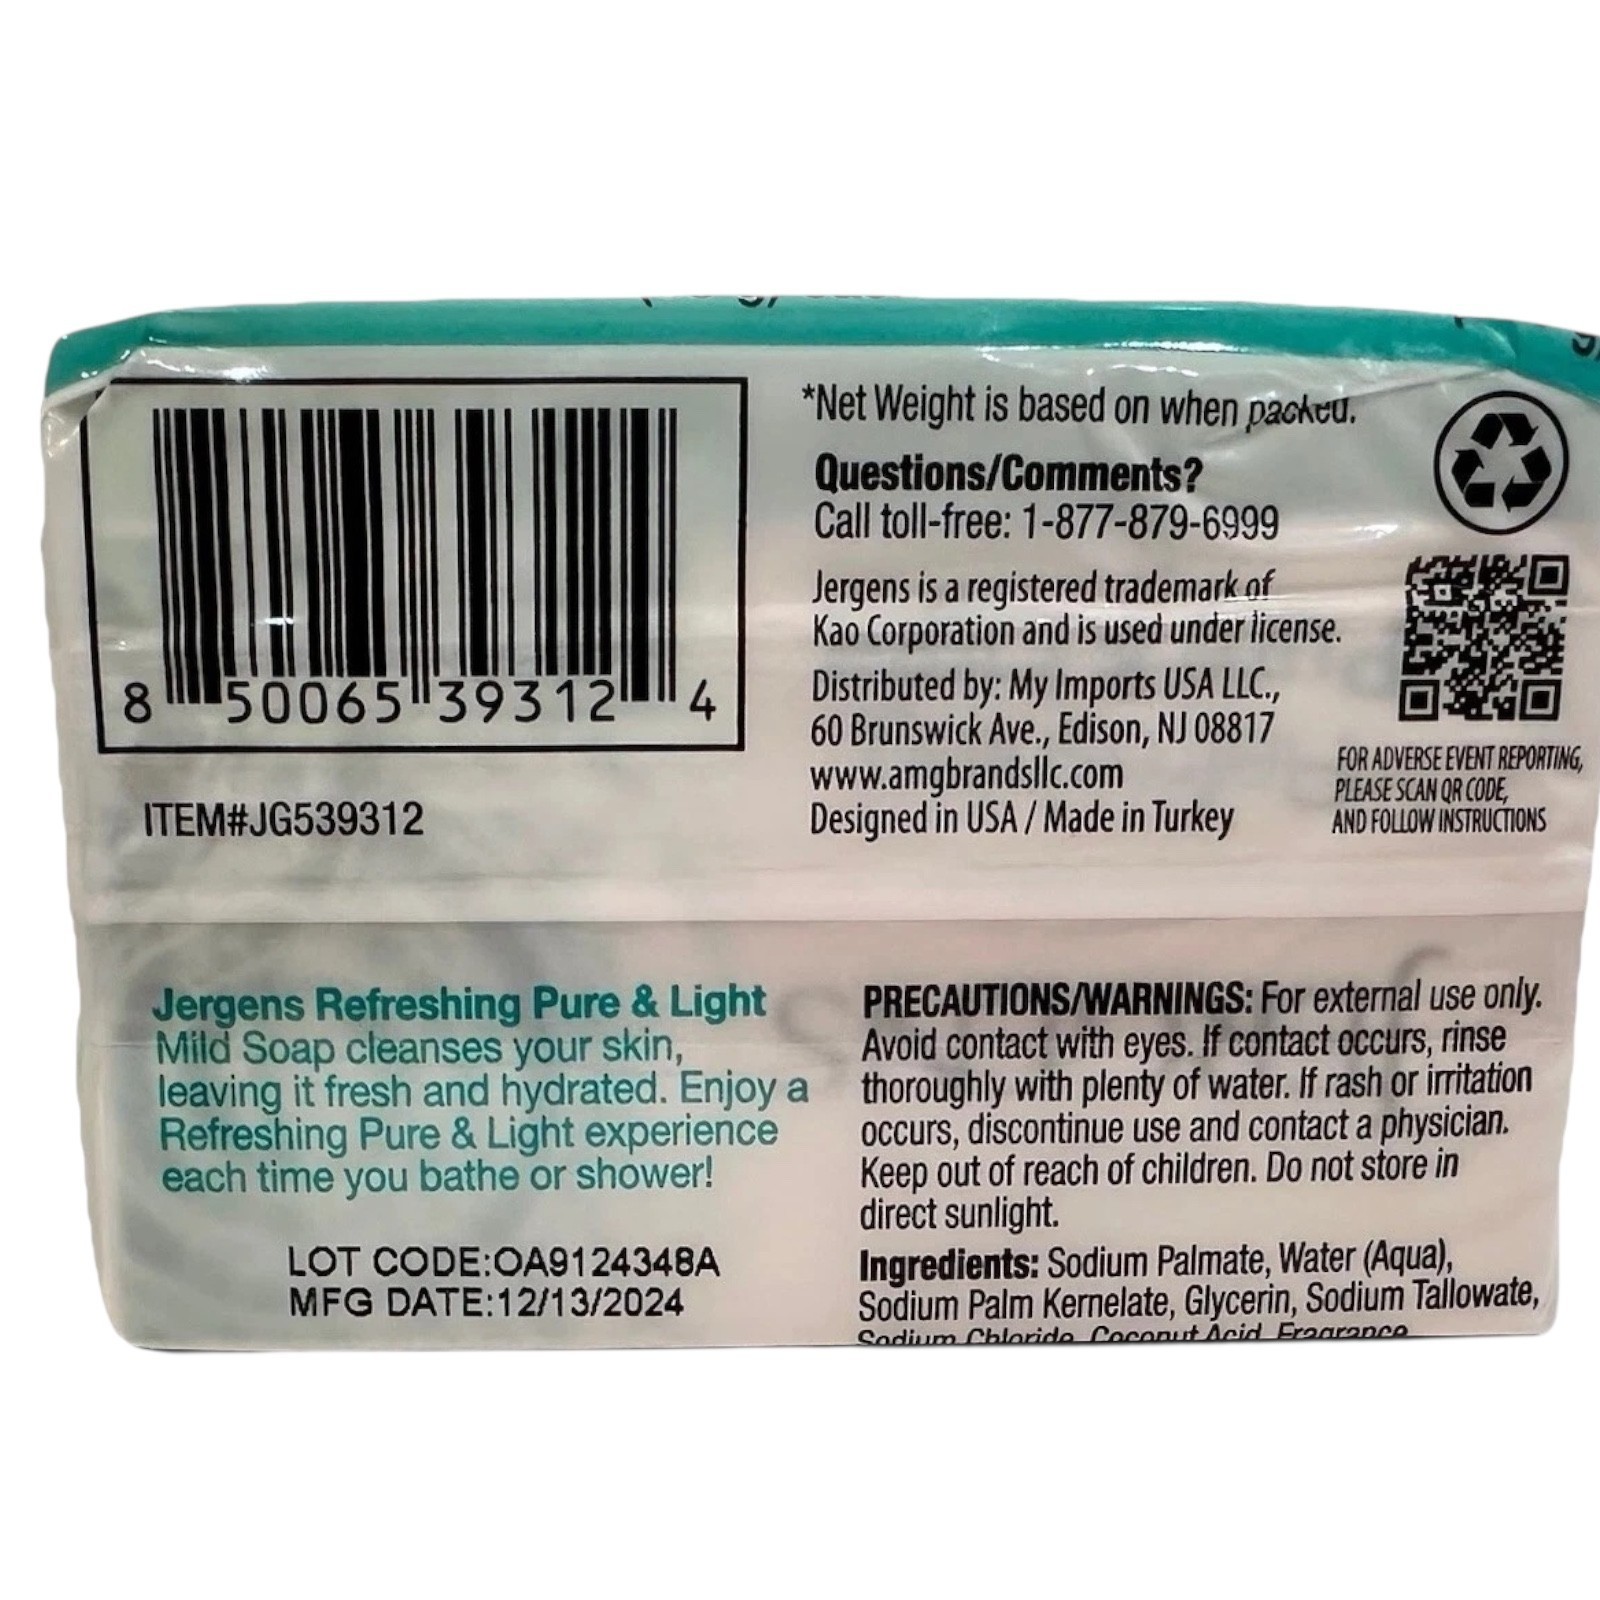 *Net Weight is based on when packed.
Questions/Comments?
Call toll-free: 1-877-879-6999
Jergens is a registered trademark of
Kao Corporation and is used under license.
Distributed by: My Imports USA LLC.,
60 Brunswick Ave., Edison, NJ 08817
www.amgbrandsllc.com
Designed in USA / Made in Turkey
8 50065 39312 4
ITEM#JG539312
FOR ADVERSE EVENT REPORTING,
PLEASE SCAN QR CODE,
AND FOLLOW INSTRUCTIONS
Jergens Refreshing Pure & Light
Mild Soap cleanses your skin,
leaving it fresh and hydrated. Enjoy a
Refreshing Pure & Light experience
each time you bathe or shower!
LOT CODE:OA9124348A
MFG DATE:12/13/2024
PRECAUTIONS/WARNINGS: For external use only.
Avoid contact with eyes. If contact occurs, rinse
thoroughly with plenty of water. If rash or irritation
occurs, discontinue use and contact a physician.
Keep out of reach of children. Do not store in
direct sunlight.
Ingredients: Sodium Palmate, Water (Aqua),
Sodium Palm Kernelate, Glycerin, Sodium Tallowate,
Sodium Chloride, Coconut Acid, Fragrance